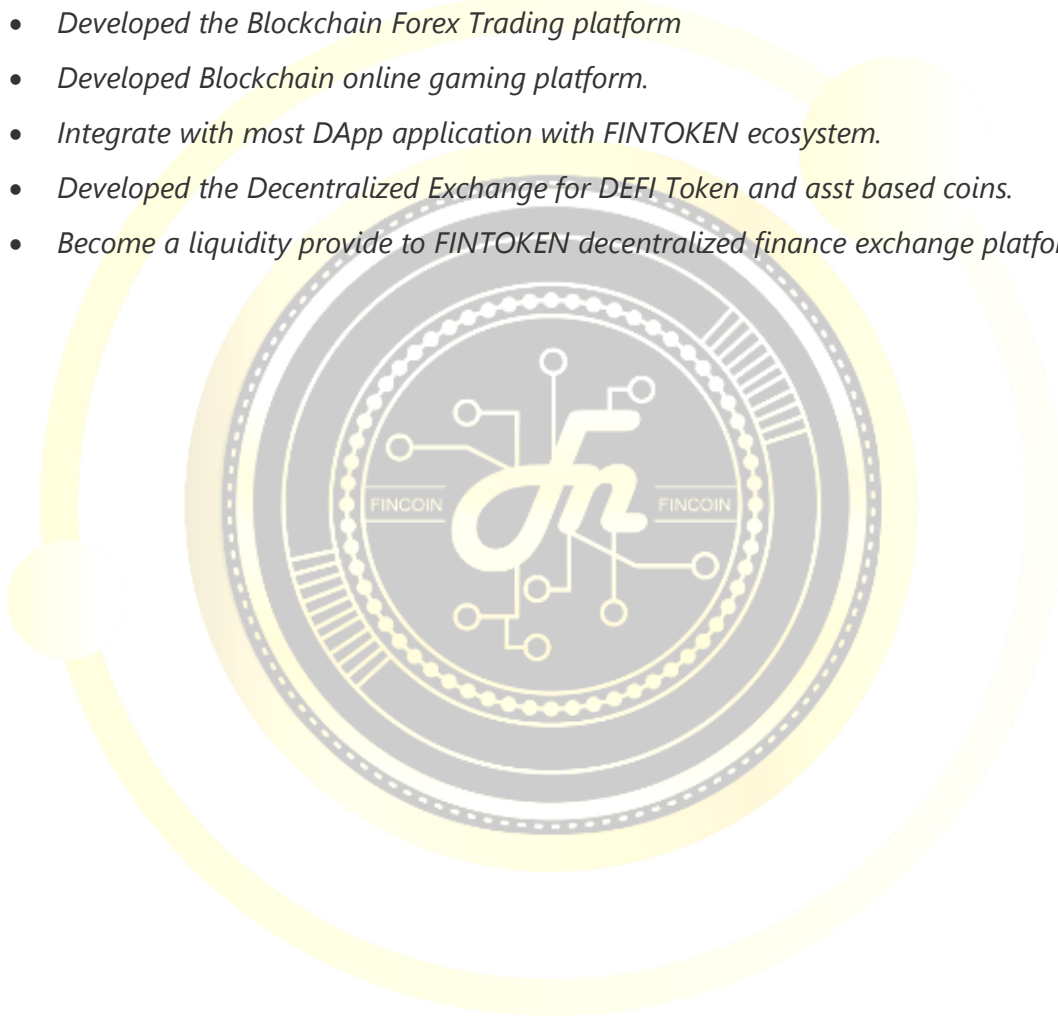 • Developed the Blockchain Forex Trading platform
• Developed Blockchain online gaming platform.
• Integrate with most DApp application with FINTOKEN ecosystem.
• Developed the Decentralized Exchange for DEFI Token and asst based coins.
• Become a liquidity provide to FINTOKEN decentralized finance exchange
FINCOIN fn FINCOIN